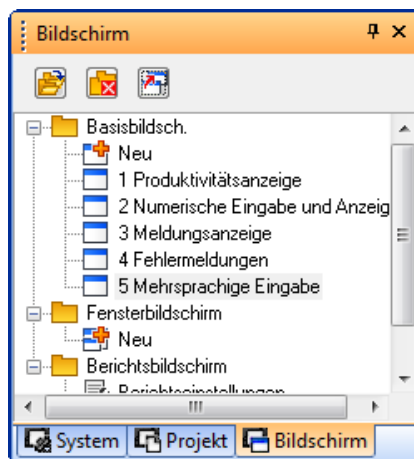 Bildschirm
Basisbildsch.
Neu
1 Produktivitätsanzeige
2 Numerische Eingabe und Anzeig
3 Meldungsanzeige
4 Fehlermeldungen
5 Mehrsprachige Eingabe
Fensterbildschirm
Neu
Berichtsbildschirm
Berichtseinstellungen
System Projekt Bildschirm